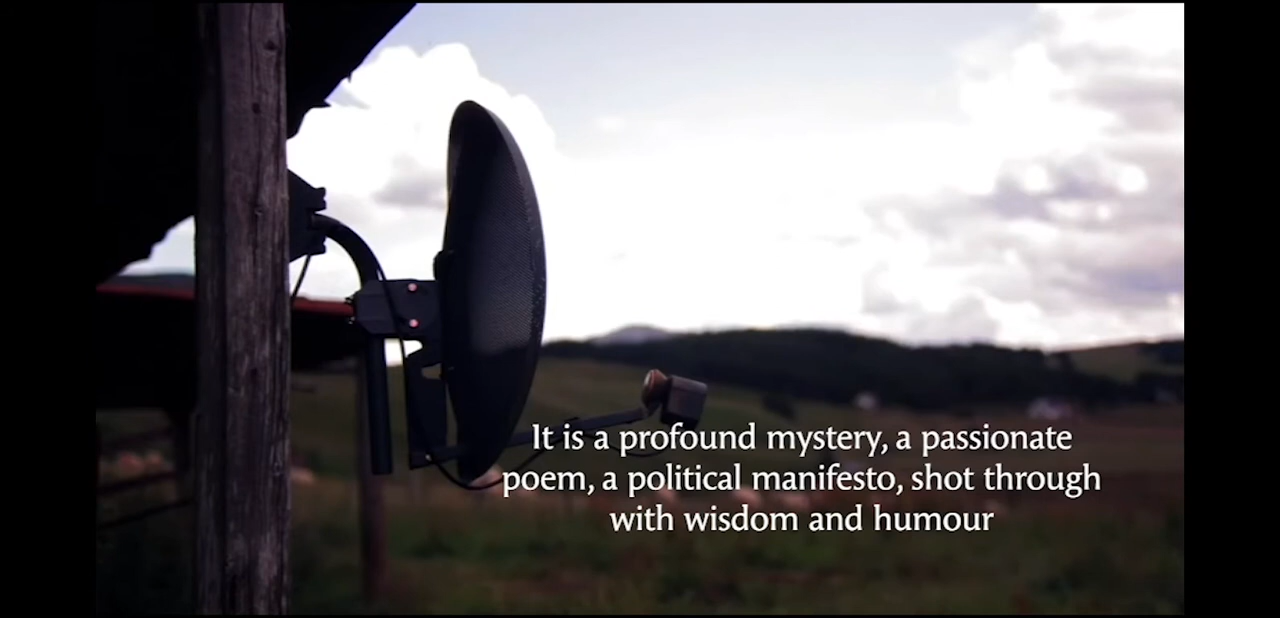 It is a profound mystery, a passionate
poem, a political manifesto, shot through
with wisdom and humour